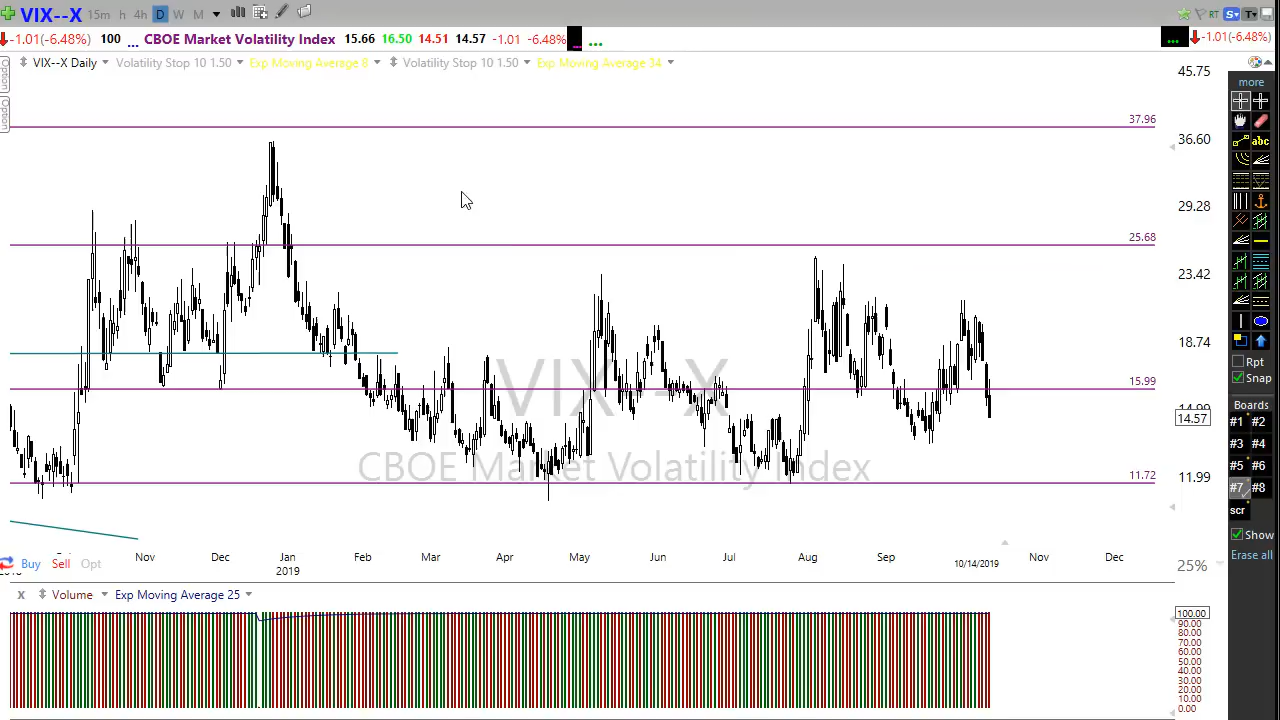 VIX--X 15m h 4h D W M RT S T
-1.01(-6.48%) 100 ... CBOE Market Volatility Index 15.66 16.50 14.51 14.57 -1.01 -6.48% ... ... -1.01(-6.48%)
Option
Option
VIX--X Daily Volatility Stop 10 1.50 Exp Moving Average 8 Volatility Stop 10 1.50 Exp Moving Average 34
45.75
37.96
36.60
29.28
25.68
23.42
18.74
15.99
14.57
11.72
11.99
VIX--X
CBOE Market Volatility Index
Nov Dec Jan Feb Mar Apr May Jun Jul Aug Sep 10/14/2019 Nov Dec
2019
Buy Sell Opt
25%
X Volume Exp Moving Average 25
100.00
90.00
80.00
70.00
60.00
50.00
40.00
30.00
20.00
10.00
0.00
more
abc
Rpt
Snap
Boards
#1 #2
#3 #4
#5 #6
#7 #8
scr
Show
Erase all